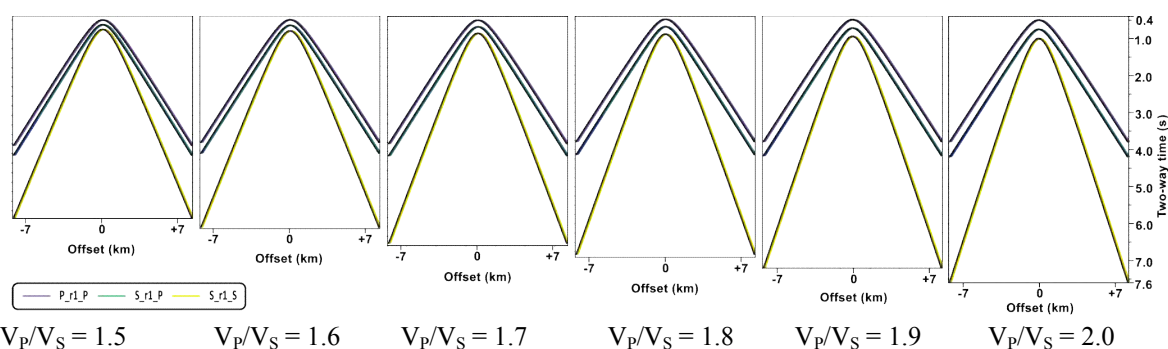 0.4
1.0
2.0
3.0
4.0
5.0
6.0
7.0
7.6
Two-way time (s)
-7 0 +7
Offset (km)
-7 0 +7
Offset (km)
-7 0 +7
Offset (km)
-7 0 +7
Offset (km)
-7 0 +7
Offset (km)
-7 0 +7
Offset (km)
P_r1_P S_r1_P S_r1_S
VP/VS = 1.5 VP/VS = 1.6 VP/VS = 1.7 VP/VS = 1.8 VP/VS = 1.9 VP/VS = 2.0